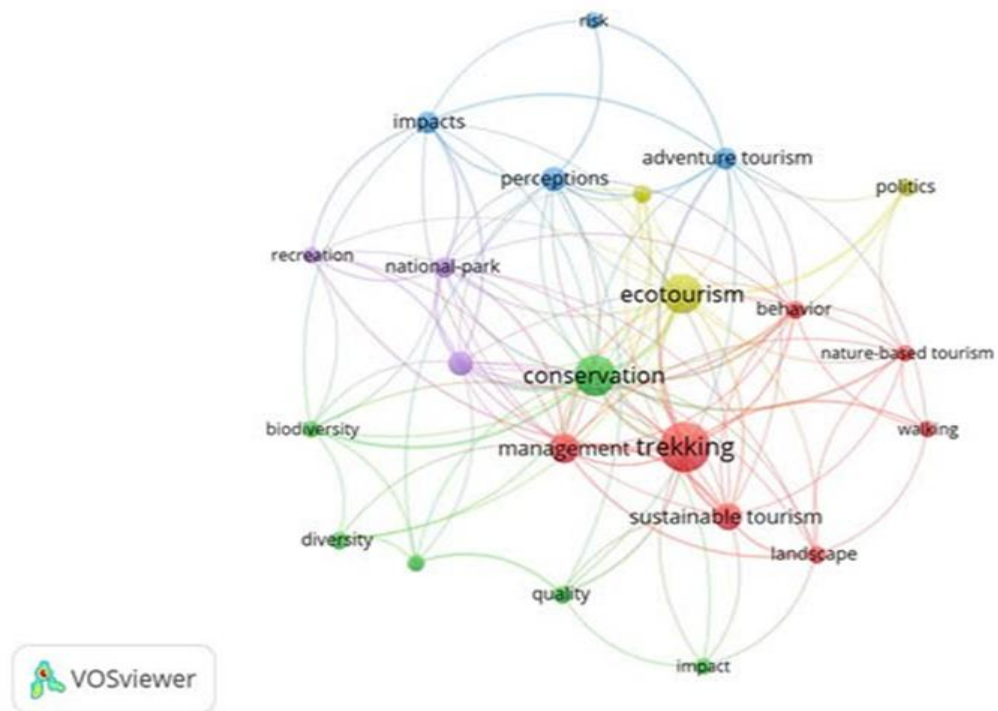 risk
impacts
adventure tourism
perceptions
politics
recreation
national-park
ecotourism
behavior
nature-based tourism
conservation
biodiversity
walking
management
trekking
sustainable tourism
diversity
landscape
quality
impact
VOSviewer